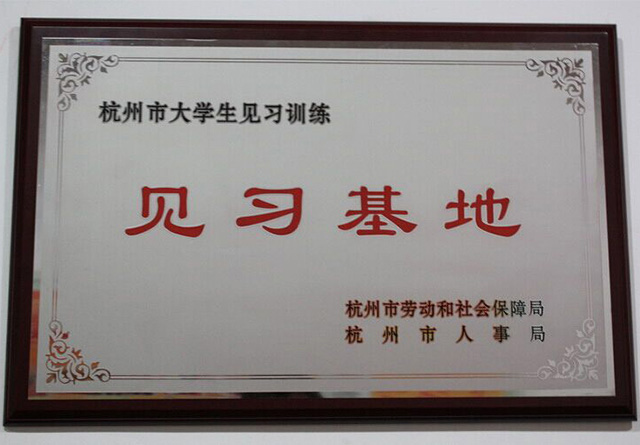 杭州市大学生见习训练
见习基地
杭州市劳动和社会保障局
杭州市人事局